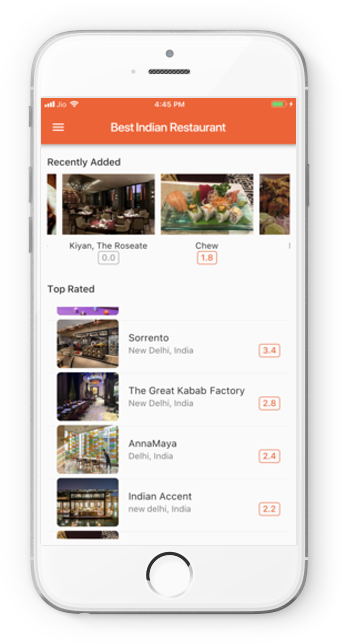 Jio 4:45 PM
Best Indian Restaurant
Recently Added
Kiyan, The Roseate Chew
0.0 1.8
Top Rated
Sorrento
New Delhi, India 3.4
The Great Kabab Factory
New Delhi, India 2.8
AnnaMaya
Delhi, India 2.4
Indian Accent
new delhi, India 2.2